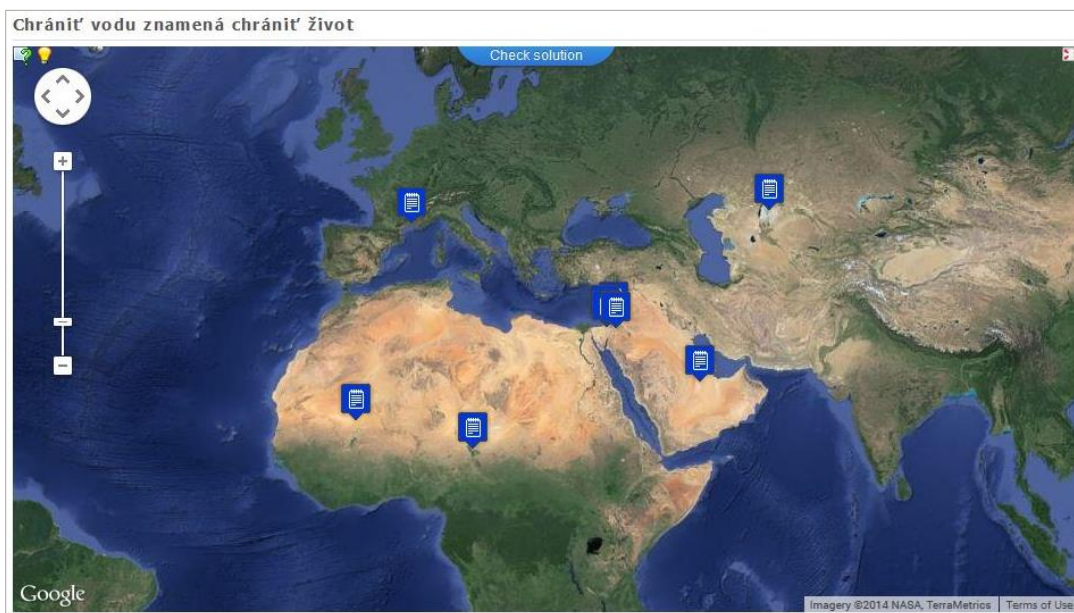 Chrániť vodu znamená chrániť život
Check solution
Google
Imagery ©2014 NASA, TerraMetrics
Terms of Use